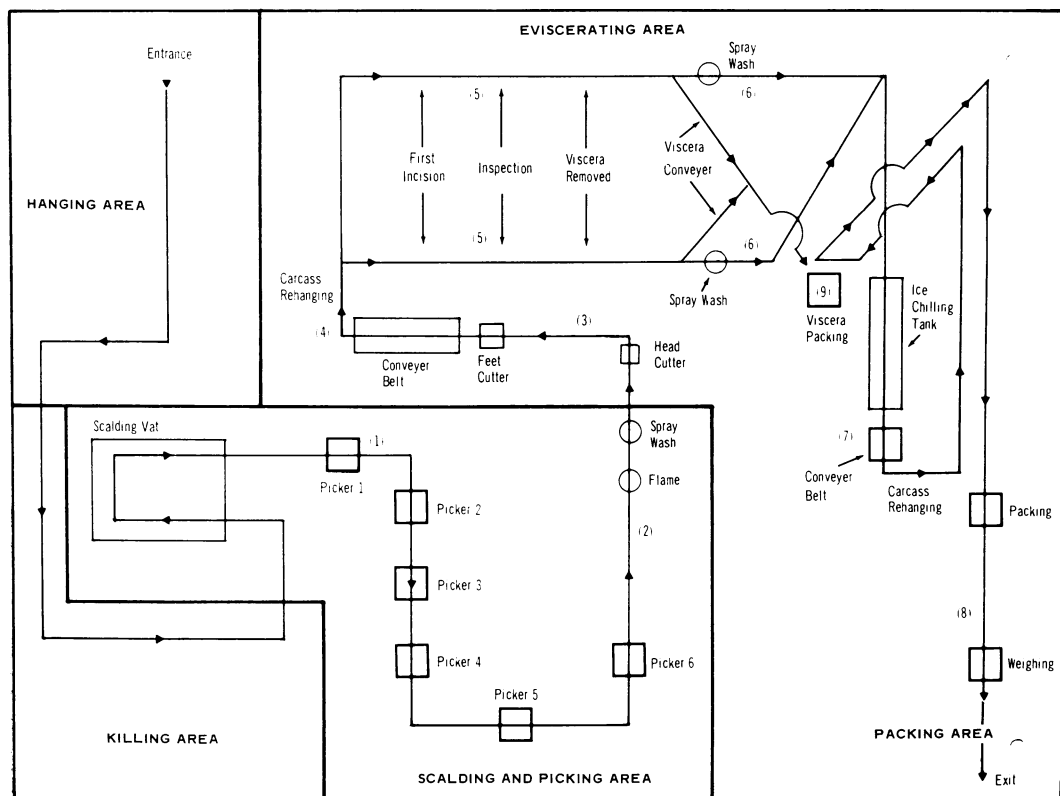 EVISCERATING AREA
Entrance
HANGING AREA
Spray
Wash
(5)
(6)
First
Incision
Inspection
Viscera
Removed
Viscera
Conveyer
(5)
(6)
Spray Wash
(9)
Viscera
Packing
Ice
Chilling
Tank
Carcass
Rehanging
(4)
Conveyer
Belt
Feet
Cutter
(3)
Head
Cutter
(7)
Conveyer
Belt
Carcass
Rehanging
Packing
(8)
Weighing
PACKING AREA
Exit
Scalding Vat
(1)
Picker 1
Picker 2
Picker 3
Picker 4
Picker 5
Picker 6
(2)
Flame
Spray
Wash
KILLING AREA
SCALDING AND PICKING AREA